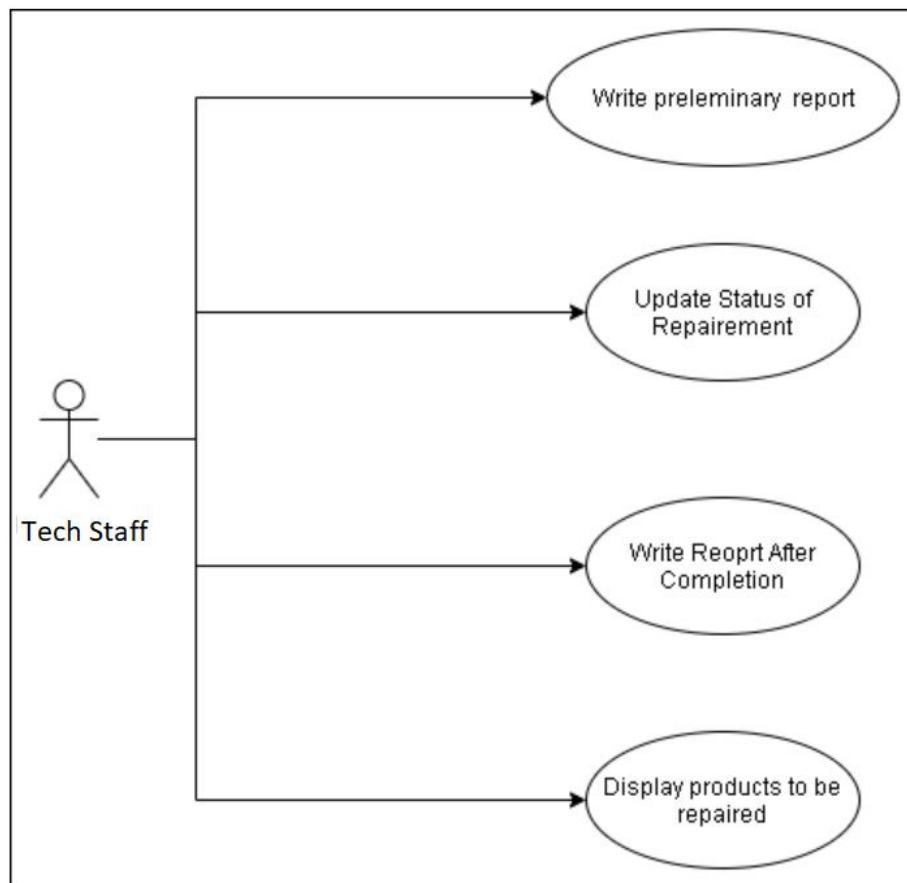 Write preleminary report
Update Status of
Repairement
Tech Staff
Write Reoprt After
Completion
Display products to be
repaired